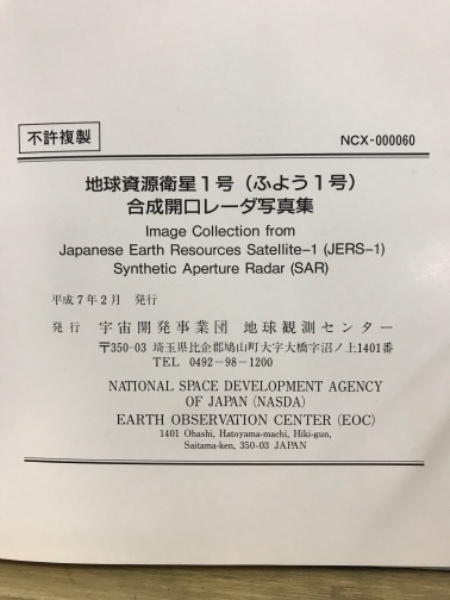 不許複製
NCX-000060
地球資源衛星1号（ふよう1号）
合成開口レーダ写真集
Image Collection from
Japanese Earth Resources Satellite-1 (JERS-1)
Synthetic Aperture Radar (SAR)
平成7年2月 発行
発行 宇宙開発事業団 地球観測センター
〒350-03 埼玉県比企郡鳩山町大字大橋字沼ノ上1401番
TEL 0492-98-1200
NATIONAL SPACE DEVELOPMENT AGENCY
OF JAPAN (NASDA)
EARTH OBSERVATION CENTER (EOC)
1401 Ohashi, Hatoyama-machi, Hiki-gun,
Saitama-ken, 350-03 JAPAN